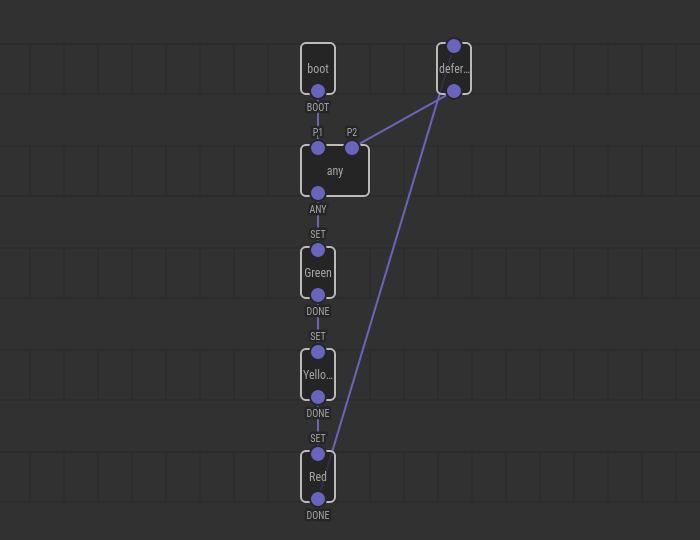 boot
defer...
BOOT
P1 P2
any
ANY
SET
Green
DONE
SET
Yello...
DONE
SET
Red
DONE